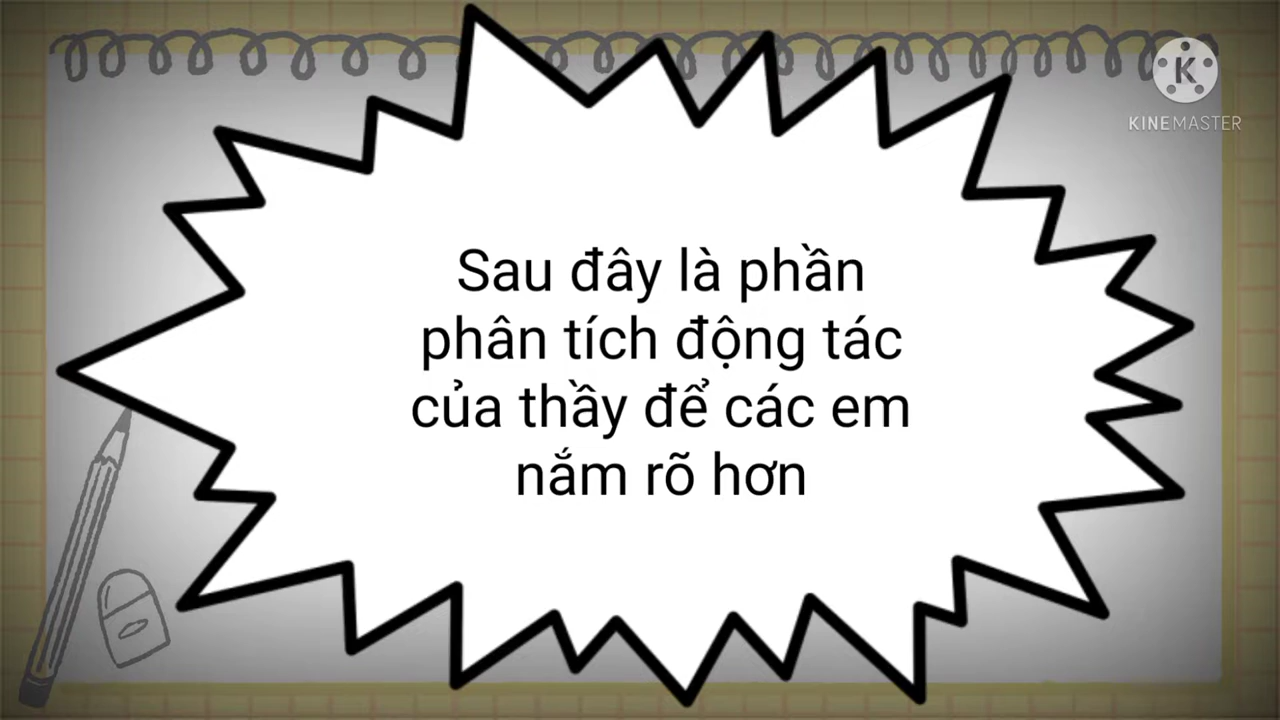 KINEMASTER
Sau đây là phần
phân tích động tác
của thầy để các em
nắm rõ hơn